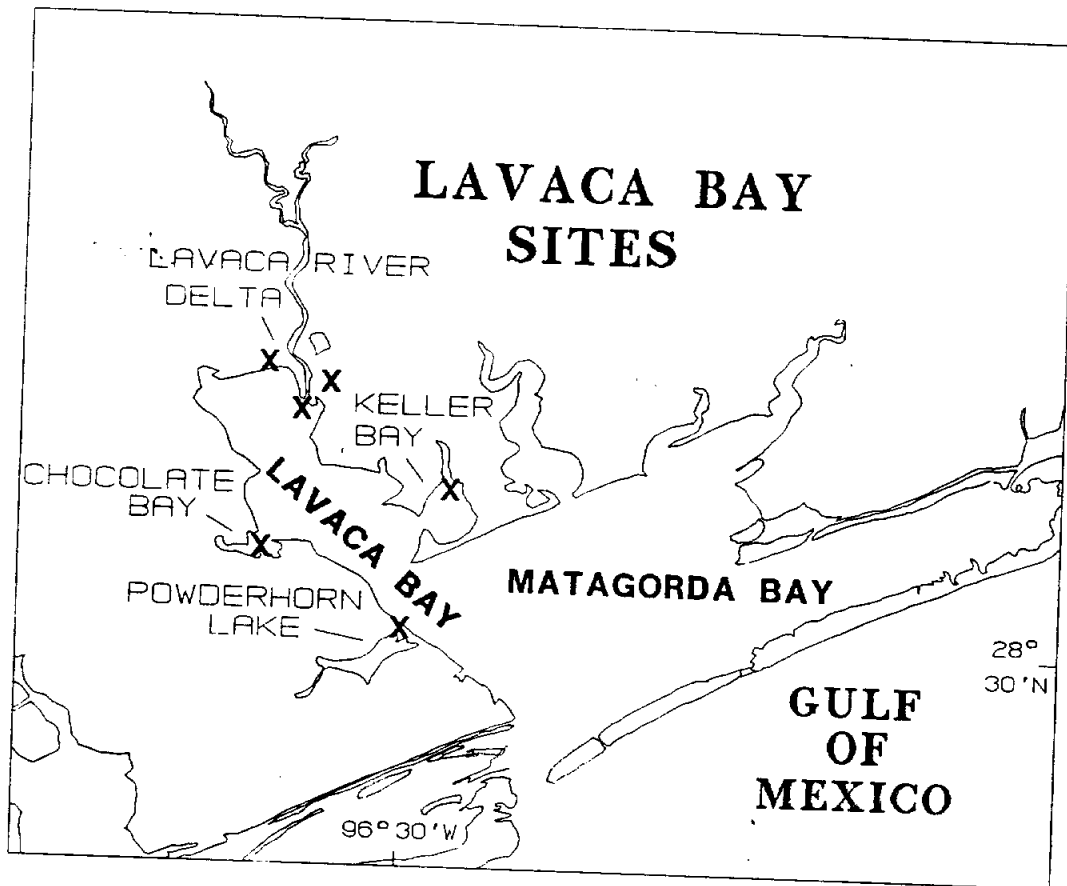 LAVACA BAY
SITES
LAVACA RIVER
DELTA
X
X
X
KELLER
BAY
X
CHOCOLATE
BAY
X
LAVACA BAY
POWDERHORN
LAKE
X
MATAGORDA BAY
28°
30'N
GULF
OF
MEXICO
96°30'W